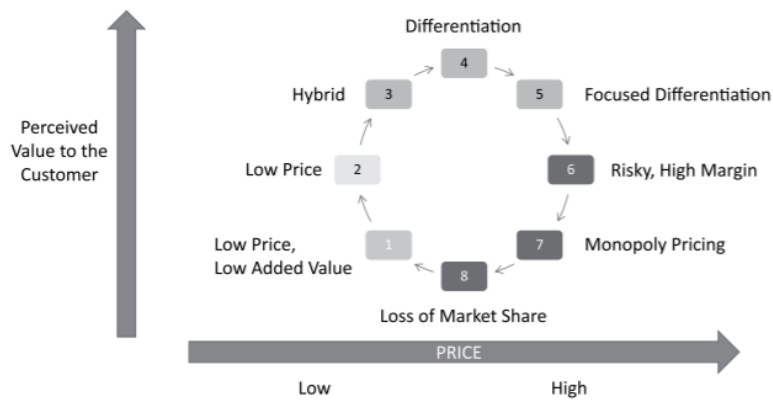 Differentiation
4
Hybrid
3
5
Focused Differentiation
Perceived
Value to the
Customer
Low Price
2
6
Risky, High Margin
Low Price,
Low Added Value
1
7
Monopoly Pricing
8
Loss of Market Share
PRICE
Low
High